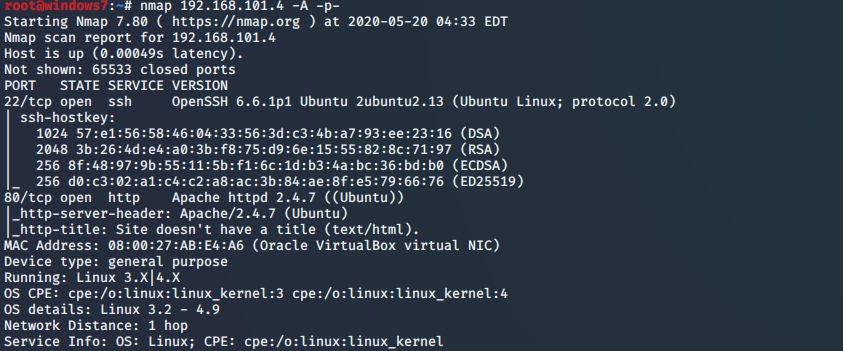 root@windows7:~# nmap 192.168.101.4 -A -p-
Starting Nmap 7.80 ( https://nmap.org ) at 2020-05-20 04:33 EDT
Nmap scan report for 192.168.101.4
Host is up (0.00049s latency).
Not shown: 65533 closed ports
PORT   STATE SERVICE VERSION
22/tcp open  ssh     OpenSSH 6.6.1p1 Ubuntu 2ubuntu2.13 (Ubuntu Linux; protocol 2.0)
| ssh-hostkey:
|   1024 57:e1:56:58:46:04:33:56:3d:c3:4b:a7:93:ee:23:16 (DSA)
|   2048 3b:26:4d:e4:a0:3b:f8:75:d9:6e:15:55:82:8c:71:97 (RSA)
|   256 8f:48:97:9b:55:11:5b:f1:6c:1d:b3:4a:bc:36:bd:b0 (ECDSA)
|_  256 d0:c3:02:a1:c4:c2:a8:ac:3b:84:ae:8f:e5:79:66:76 (ED25519)
80/tcp open  http    Apache httpd 2.4.7 ((Ubuntu))
|_http-server-header: Apache/2.4.7 (Ubuntu)
|_http-title: Site doesn't have a title (text/html).
MAC Address: 08:00:27:AB:E4:A6 (Oracle VirtualBox virtual NIC)
Device type: general purpose
Running: Linux 3.X|4.X
OS CPE: cpe:/o:linux:linux_kernel:3 cpe:/o:linux:linux_kernel:4
OS details: Linux 3.2 - 4.9
Network Distance: 1 hop
Service Info: OS: Linux; CPE: cpe:/o:linux:linux_kernel